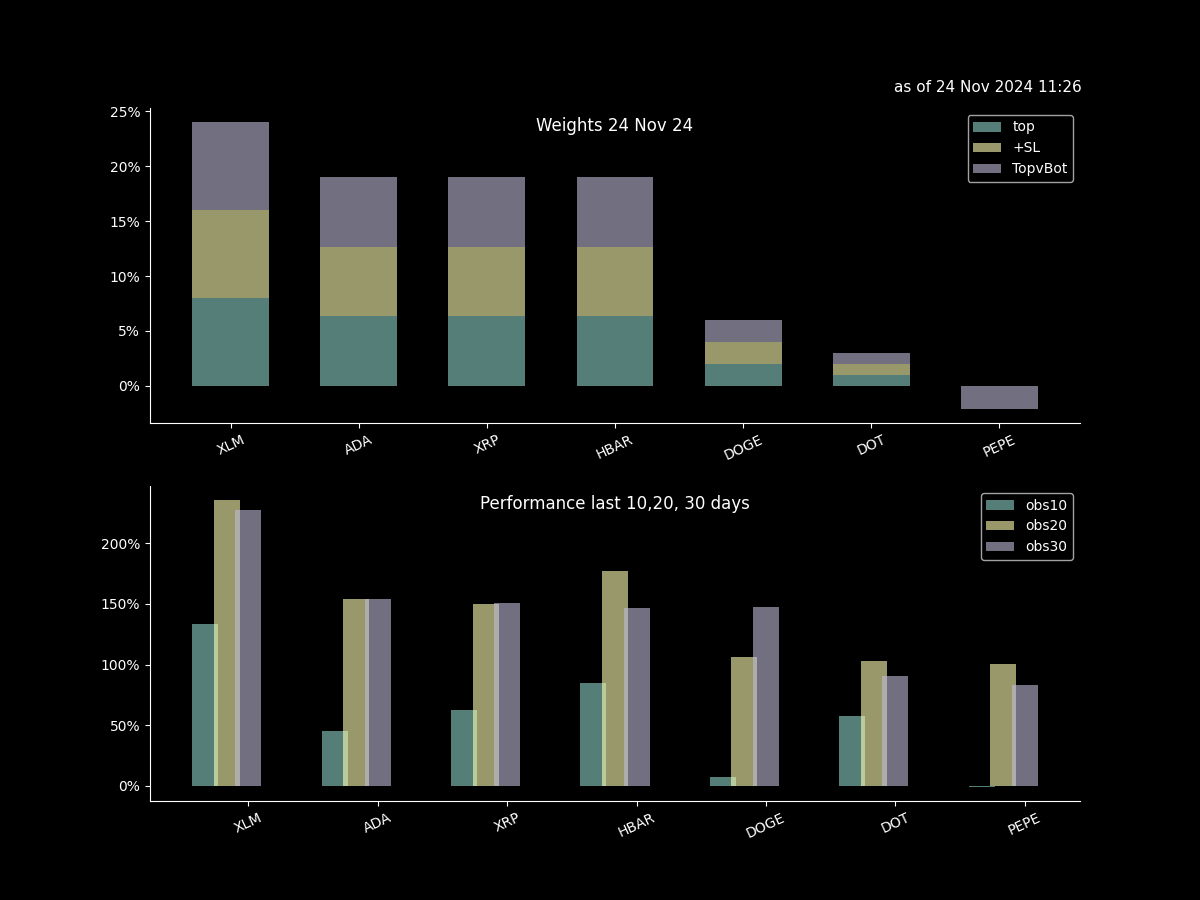 as of 24 Nov 2024 11:26
Weights 24 Nov 24
top
+SL
TopvBot
25%
20%
15%
10%
5%
0%
XLM ADA XRP HBAR DOGE DOT PEPE
Performance last 10,20, 30 days
obs10
obs20
obs30
200%
150%
100%
50%
0%
XLM ADA XRP HBAR DOGE DOT PEPE